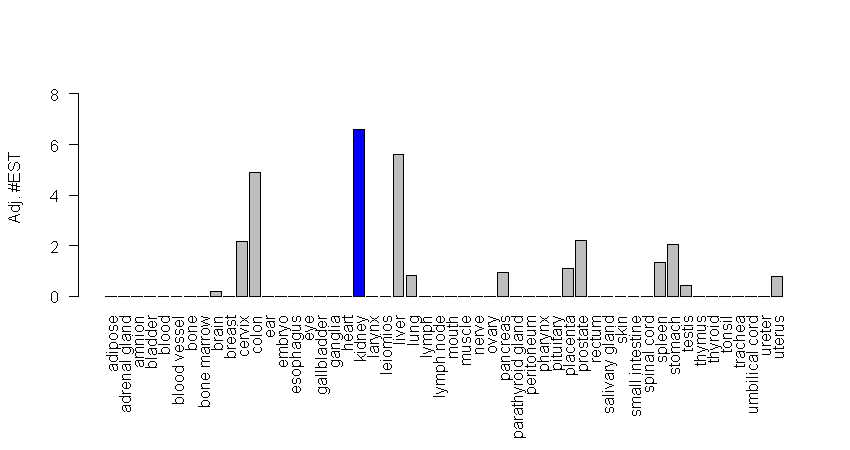 Adj. #EST
8
6
4
2
0
adipose
adrenal gland
amnion
bladder
blood
blood vessel
bone
bone marrow
brain
breast
cervix
colon
ear
embryo
esophagus
eye
gallbladder
ganglia
heart
kidney
larynx
leiomios
liver
lung
lymph
lymph node
mouth
muscle
nerve
ovary
pancreas
parathyroid gland
peritoneum
pharynx
pituitary
placenta
prostate
rectum
salivary gland
skin
small intestine
spinal cord
spleen
stomach
testis
thymus
thyroid
tonsil
trachea
umbilical cord
ureter
uterus